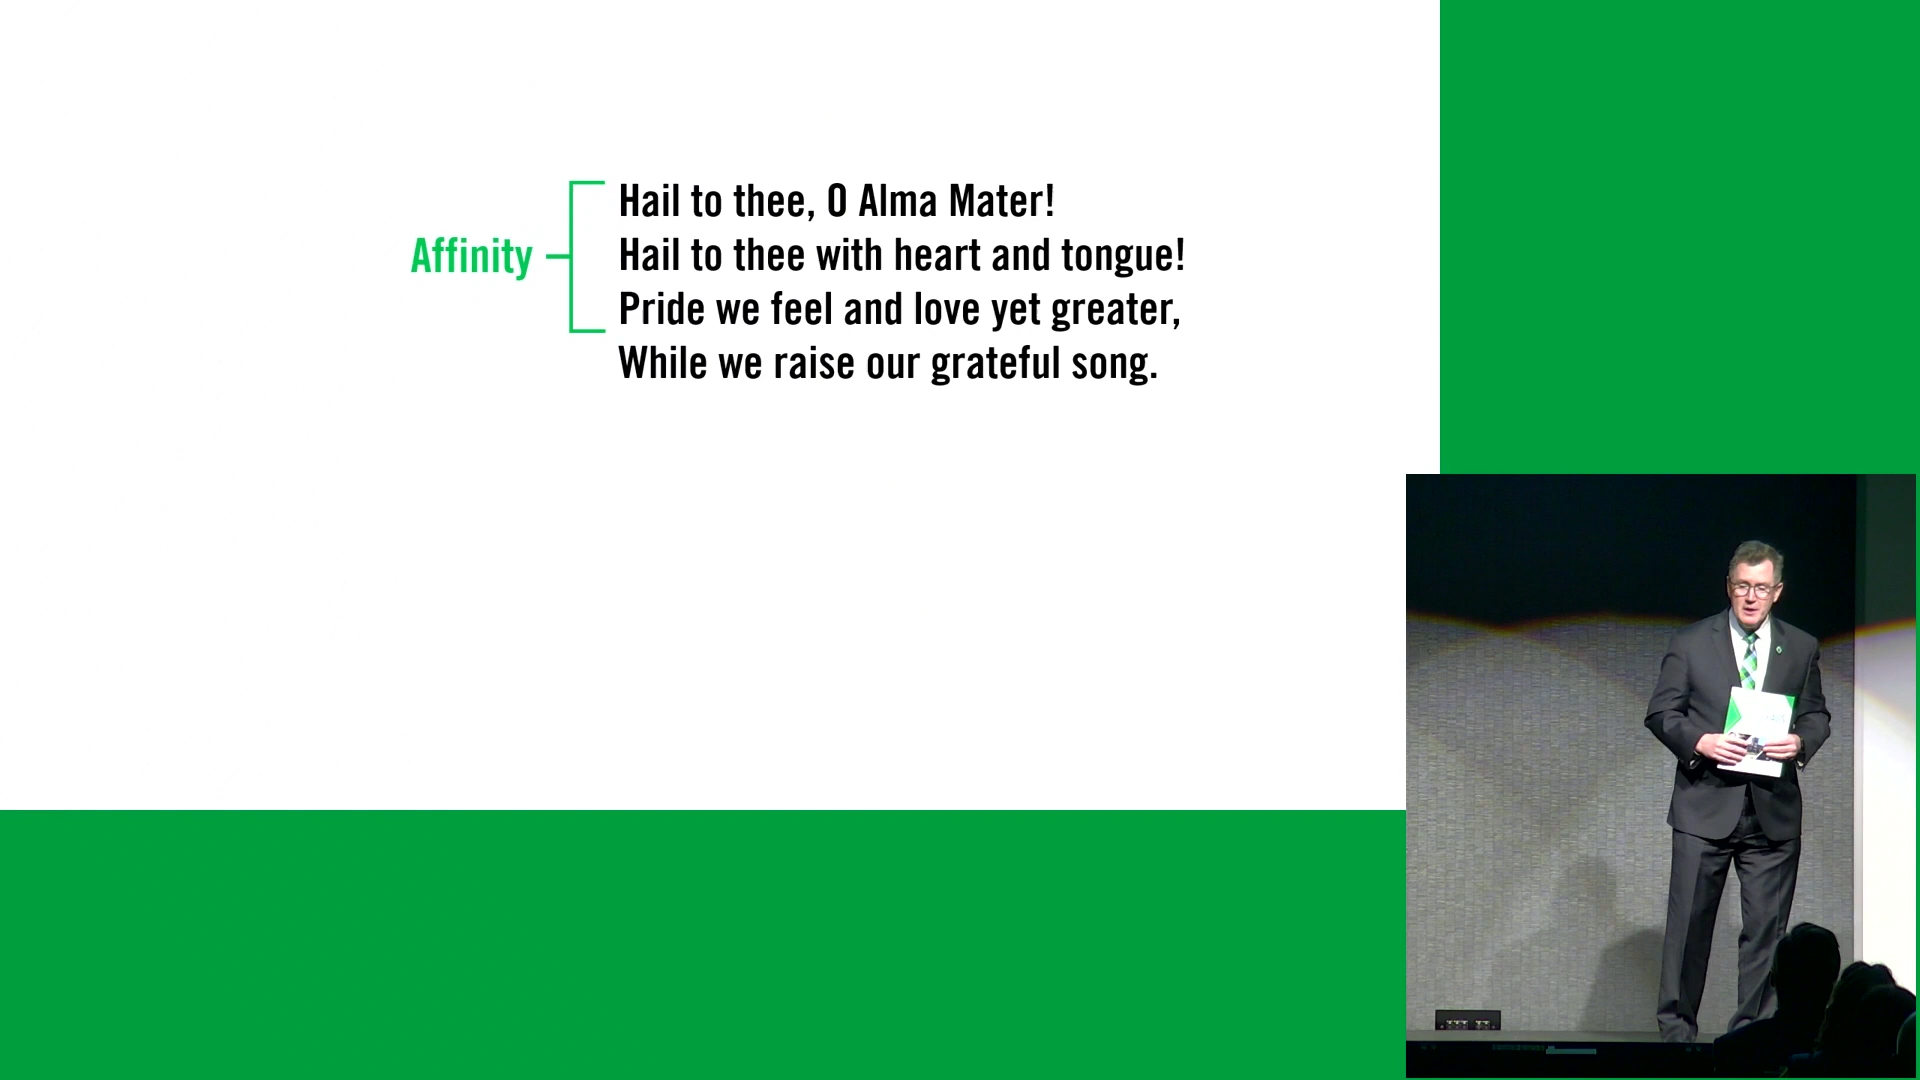 Hail to thee, O Alma Mater!
Affinity
Hail to thee with heart and tongue!
Pride we feel and love yet greater,
While we raise our grateful song.